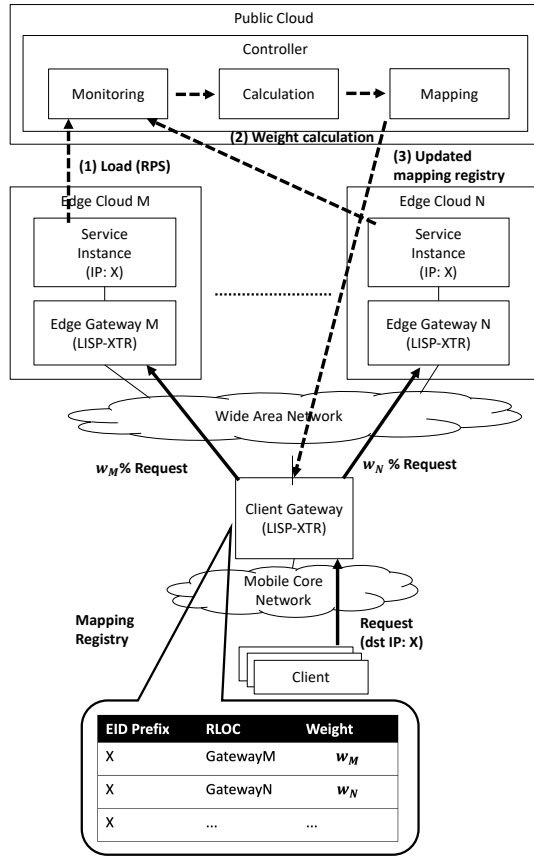 Public Cloud
Controller
Monitoring
Calculation
Mapping
(2) Weight calculation
(1) Load (RPS)
(3) Updated
mapping registry
Edge Cloud M
Service
Instance
(IP: X)
Edge Gateway M
(LISP-XTR)
Edge Cloud N
Service
Instance
(IP: X)
Edge Gateway N
(LISP-XTR)
Wide Area Network
w_M% Request
w_N % Request
Client Gateway
(LISP-XTR)
Mobile Core
Network
Mapping
Registry
Request
(dst IP: X)
Client
EID Prefix RLOC Weight
X GatewayM w_M
X GatewayN w_N
X ... ...